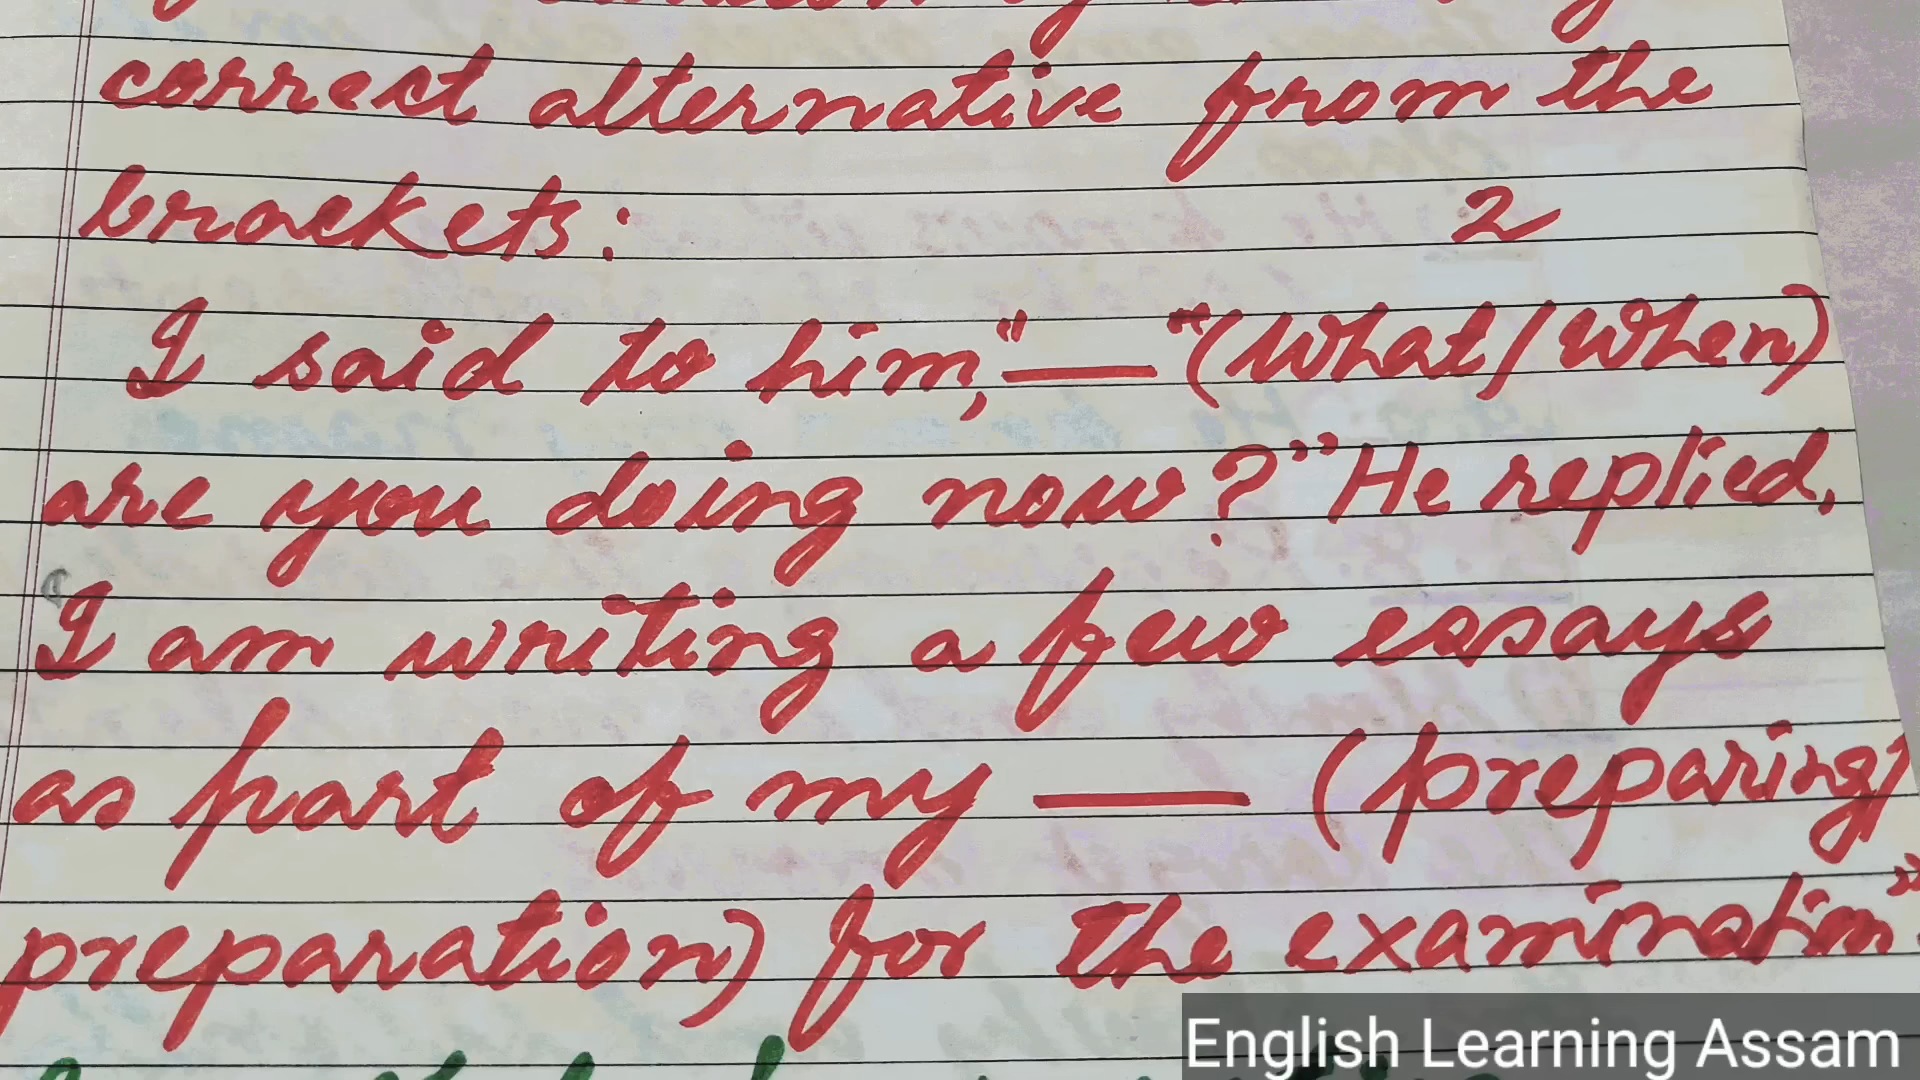 correct alternative from the
brackets: 2
I said to him, "—" (What/When)
are you doing now?" He replied,
"I am writing a few essays
as part of my — (preparing/
preparation) for the examination".
English Learning Assam